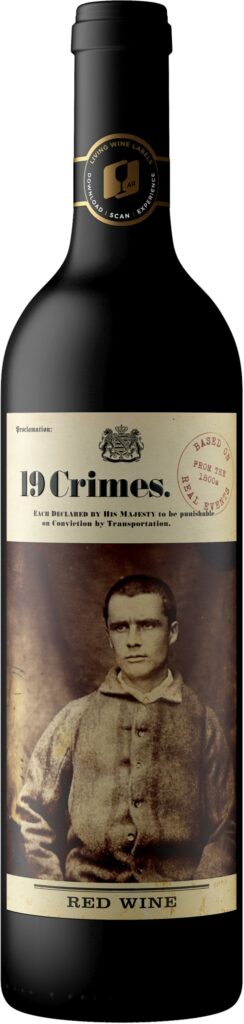 LIVING WINE LABELS
AR
DOWNLOAD | SCAN | EXPERIENCE
Proclamation:
19 Crimes.
BASED ON
FROM THE
1800s
REAL EVENTS
EACH DECLARED BY HIS MAJESTY to be punishable
on Conviction by Transportation.
RED WINE